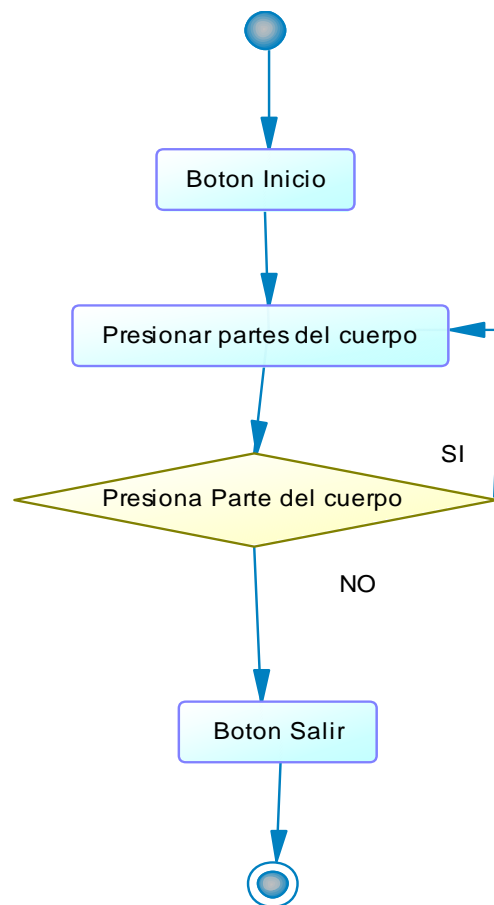 Boton Inicio
Presionar partes del cuerpo
SI
Presiona Parte del cuerpo
NO
Boton Salir